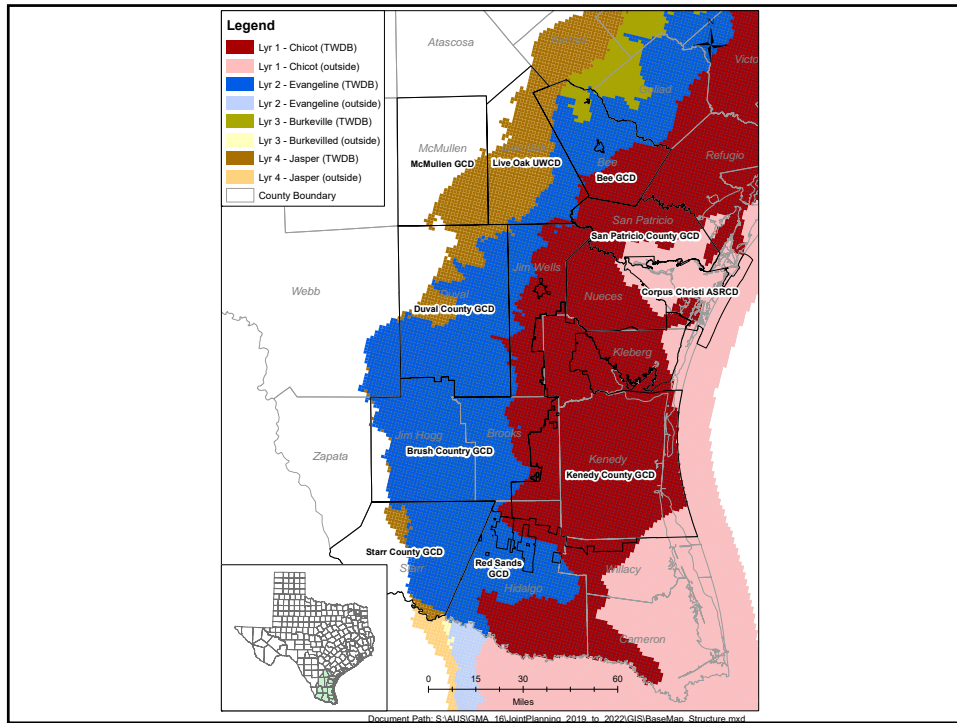 Legend
Lyr 1 - Chicot (TWDB)
Lyr 1 - Chicot (outside)
Lyr 2 - Evangeline (TWDB)
Lyr 2 - Evangeline (outside)
Lyr 3 - Burkeville (TWDB)
Lyr 3 - Burkevilled (outside)
Lyr 4 - Jasper (TWDB)
Lyr 4 - Jasper (outside)
County Boundary
Atascosa
Goliad
McMullen
McMullen GCD
Live Oak UWCD
Bee
Bee GCD
Refugio
San Patricio
San Patricio County GCD
Webb
Jim Wells
Duval
Duval County GCD
Nueces
Corpus Christi ASRCD
Kleberg
Zapata
Jim Hogg
Brooks
Brush Country GCD
Kenedy
Kenedy County GCD
Starr County GCD
Starr
Red Sands
GCD
Hidalgo
Willacy
Cameron
0 15 30 60
Miles
Document Path: S:\AUS\GMA_16\JointPlanning_2019_to_2022\GIS\BaseMap_Structure.mxd